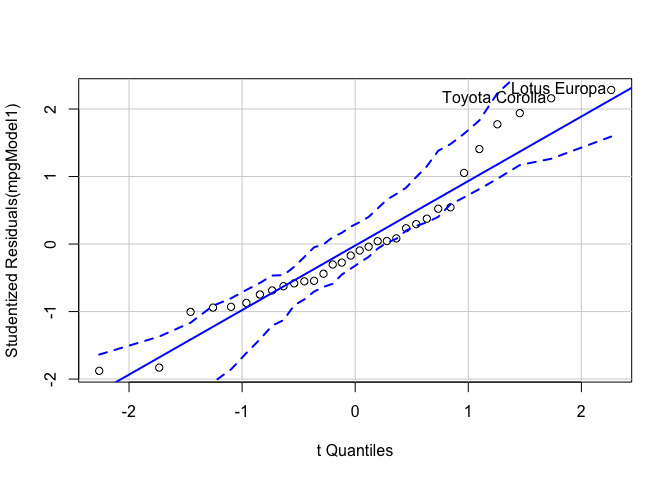 Lotus Europa
Toyota Corolla
2
1
0
-1
-2
Studentized Residuals(mpgModel1)
-2 -1 0 1 2
t Quantiles